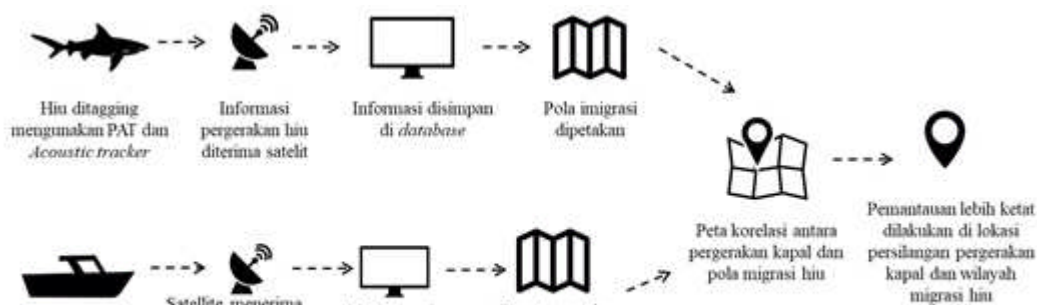 Hiu ditagging
mengunakan PAT dan
Acoustic tracker
Informasi
pergerakan hiu
diterima satelit
Informasi disimpan
di database
Pola imigrasi
dipetakan
Peta korelasi antara
pergerakan kapal dan
pola migrasi hiu
Pemantauan lebih ketat
dilakukan di lokasi
persilangan pergerakan
kapal dan wilayah
migrasi hiu
Satellite menerima